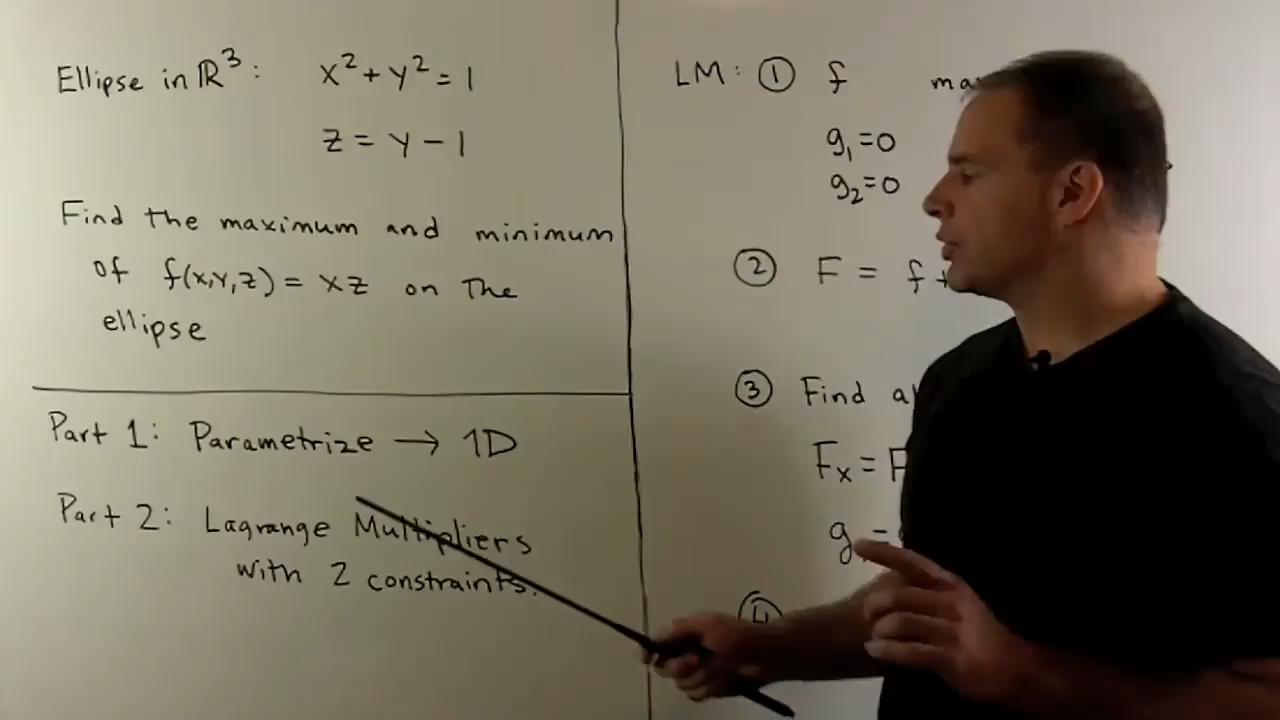 Ellipse in ℝ³: x² + y² = 1
z = y - 1
Find the maximum and minimum
of f(x,y,z) = xz on the
ellipse
Part 1: Parametrize → 1D
Part 2: Lagrange Multipliers
with 2 constraints.
LM: ① f
g₁=0
g₂=0
② F = f +
③ Find
Fₓ =
g =
④